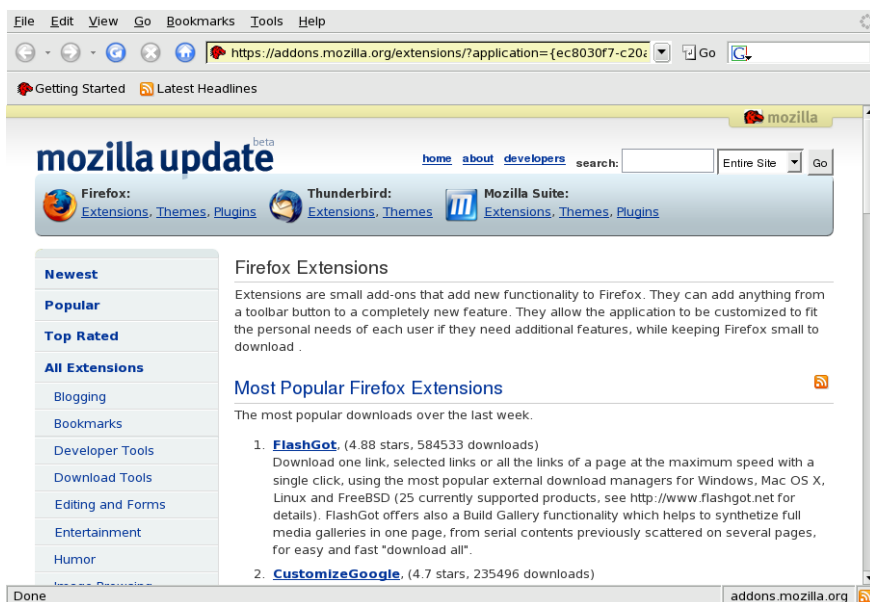 File Edit View Go Bookmarks Tools Help
https://addons.mozilla.org/extensions/?application={ec8030f7-c20a Go G
Getting Started Latest Headlines
mozilla
mozilla update beta
home about developers search: Entire Site Go
Firefox: Thunderbird: Mozilla Suite:
Extensions, Themes, Plugins Extensions, Themes Extensions, Themes, Plugins
Newest
Popular
Top Rated
All Extensions
Blogging
Bookmarks
Developer Tools
Download Tools
Editing and Forms
Entertainment
Humor
Image Browsing
Firefox Extensions
Extensions are small add-ons that add new functionality to Firefox. They can add anything from
a toolbar button to a completely new feature. They allow the application to be customized to fit
the personal needs of each user if they need additional features, while keeping Firefox small to
download .
Most Popular Firefox Extensions
The most popular downloads over the last week.
1. FlashGot, (4.88 stars, 584533 downloads)
Download one link, selected links or all the links of a page at the maximum speed with a
single click, using the most popular external download managers for Windows, Mac OS X,
Linux and FreeBSD (25 currently supported products, see http://www.flashgot.net for
details). FlashGot offers also a Build Gallery functionality which helps to synthetize full
media galleries in one page, from serial contents previously scattered on several pages,
for easy and fast "download all".
2. CustomizeGoogle, (4.7 stars, 235496 downloads)
Done addons.mozilla.org